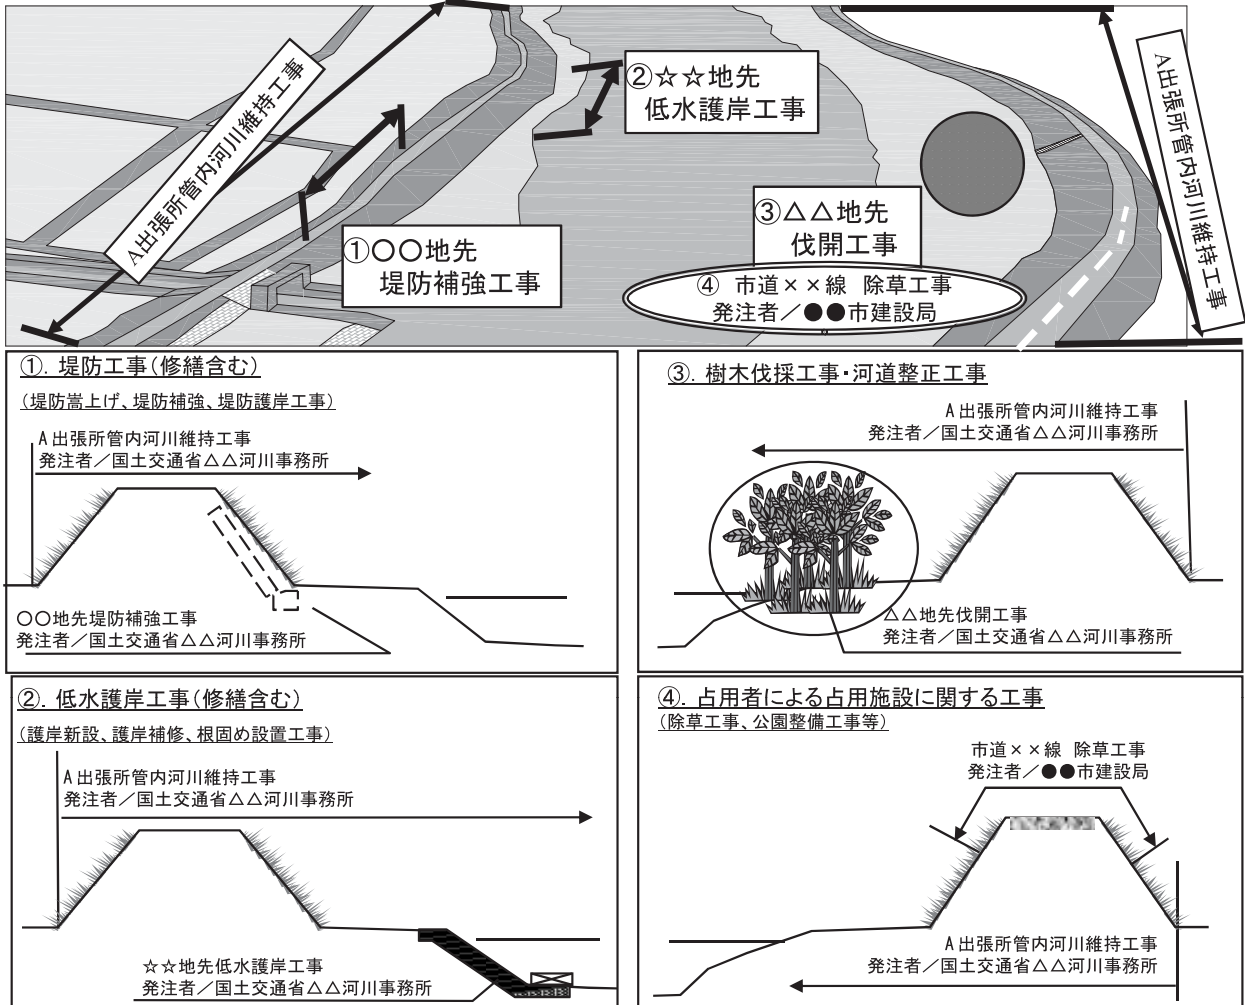 A出張所管内河川維持工事
②☆☆地先
低水護岸工事
A出張所管内河川維持工事
①○○地先
堤防補強工事
③△△地先
伐開工事
④ 市道××線 除草工事
発注者／●●市建設局
①. 堤防工事(修繕含む)
(堤防嵩上げ、堤防補強、堤防護岸工事)
A出張所管内河川維持工事
発注者／国土交通省△△河川事務所
○○地先堤防補強工事
発注者／国土交通省△△河川事務所
③. 樹木伐採工事・河道整正工事
A出張所管内河川維持工事
発注者／国土交通省△△河川事務所
△△地先伐開工事
発注者／国土交通省△△河川事務所
②. 低水護岸工事(修繕含む)
(護岸新設、護岸補修、根固め設置工事)
A出張所管内河川維持工事
発注者／国土交通省△△河川事務所
☆☆地先低水護岸工事
発注者／国土交通省△△河川事務所
④. 占用者による占用施設に関する工事
(除草工事、公園整備工事等)
市道××線 除草工事
発注者／●●市建設局
A出張所管内河川維持工事
発注者／国土交通省△△河川事務所